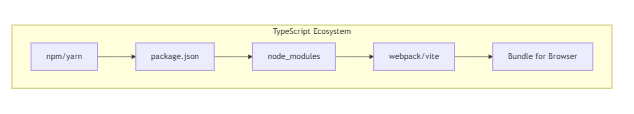 TypeScript Ecosystem
npm/yarn
package.json
node_modules
webpack/vite
Bundle for Browser